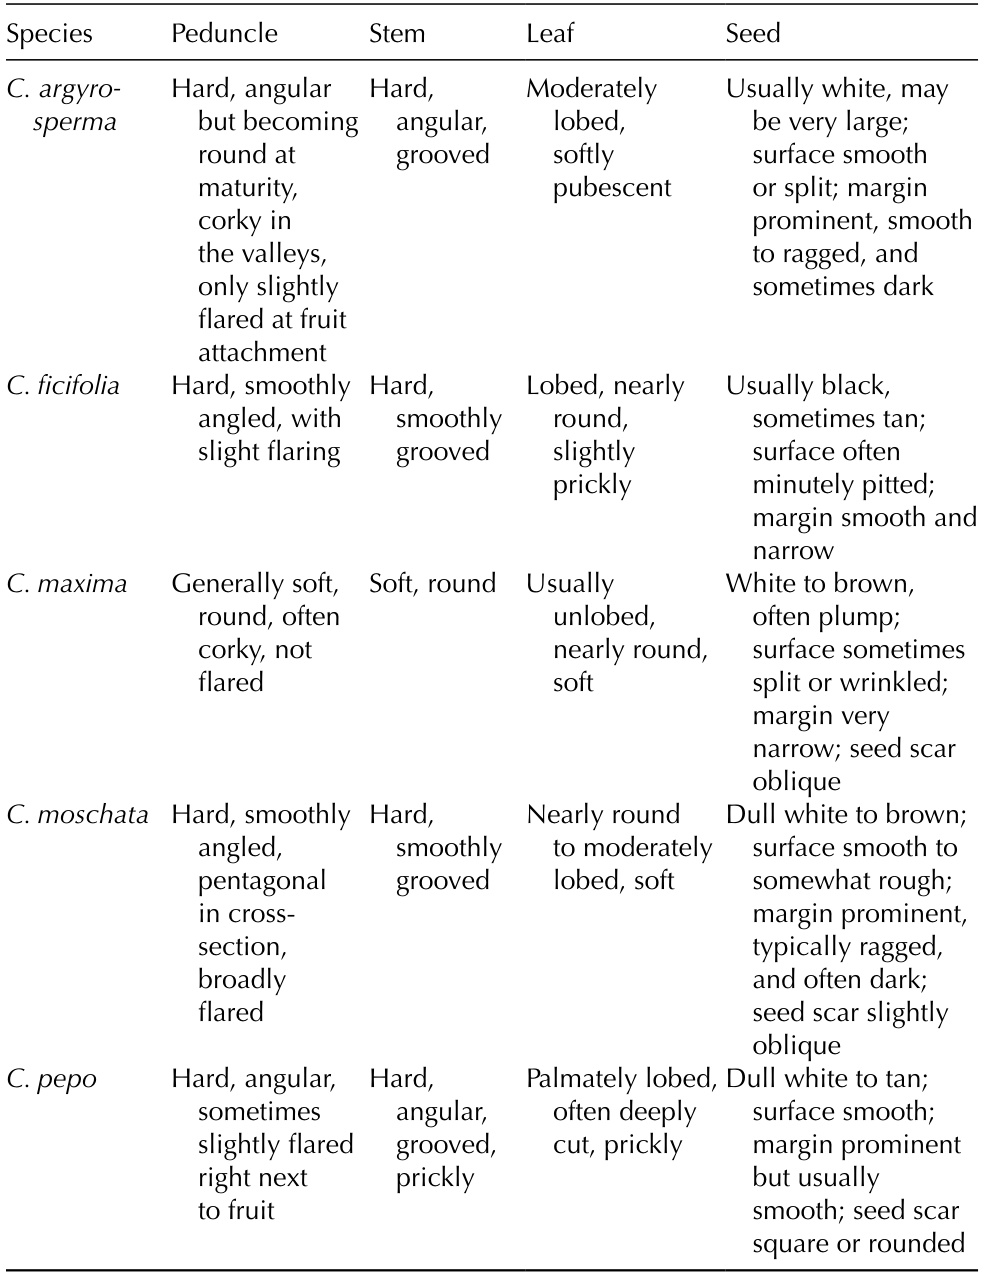 Species Peduncle Stem Leaf Seed
C. argyro- Hard, angular Hard, Moderately Usually white, may
sperma but becoming angular, lobed, be very large;
round at grooved softly surface smooth
maturity, pubescent or split; margin
corky in prominent, smooth
the valleys, to ragged, and
only slightly sometimes dark
flared at fruit
attachment
C. ficifolia Hard, smoothly Hard, Lobed, nearly Usually black,
angled, with smoothly round, sometimes tan;
slight flaring grooved slightly surface often
prickly minutely pitted;
margin smooth and
narrow
C. maxima Generally soft, Soft, round Usually White to brown,
round, often unlobed, often plump;
corky, not nearly round, surface sometimes
flared soft split or wrinkled;
margin very
narrow; seed scar
oblique
C. moschata Hard, smoothly Hard, Nearly round Dull white to brown;
angled, smoothly to moderately surface smooth to
pentagonal grooved lobed, soft somewhat rough;
in cross- margin prominent,
section, typically ragged,
broadly and often dark;
flared seed scar slightly
oblique
C. pepo Hard, angular, Hard, Palmately lobed, Dull white to tan;
sometimes angular, often deeply surface smooth;
slightly flared grooved, cut, prickly margin prominent
right next prickly but usually
to fruit smooth; seed scar
square or rounded